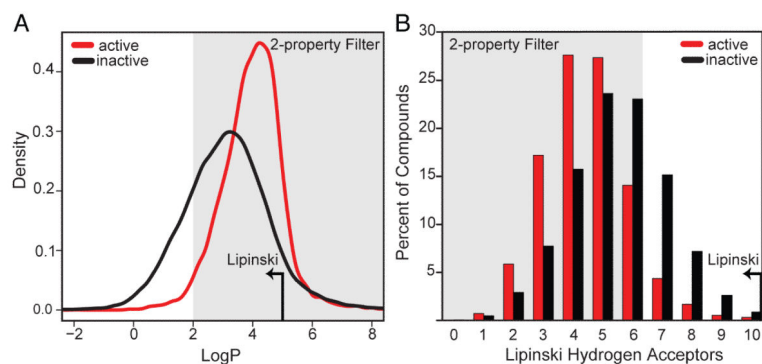 A
active
inactive
2-property Filter
0.4
0.3
0.2
0.1
0.0
Density
Lipinski
-2 0 2 4 6 8
LogP
B
2-property Filter
active
inactive
30
25
20
15
10
5
Percent of Compounds
Lipinski
0 1 2 3 4 5 6 7 8 9 10
Lipinski Hydrogen Acceptors